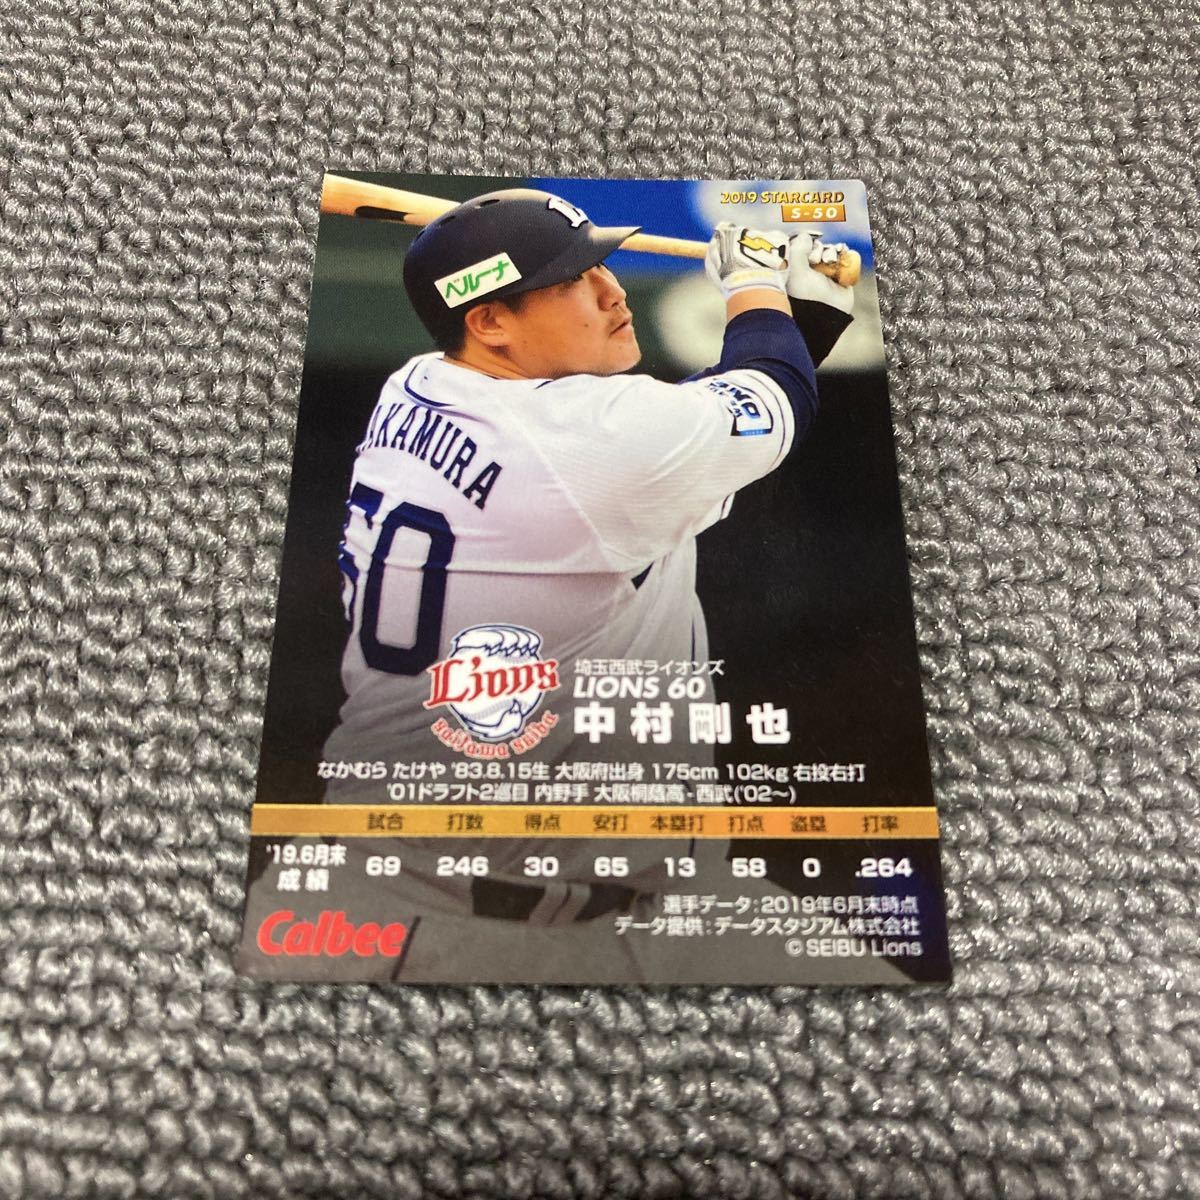 2019 STARCARD
S-50
ベルーナ
AKAMURA
60
Lions
Saitama Seibu
埼玉西武ライオンズ
LIONS 60
中村剛也
なかむら たけや '83.8.15生 大阪府出身 175cm 102kg 右投右打
'01ドラフト2巡目 内野手 大阪桐蔭高-西武('02〜)
試合 打数 得点 安打 本塁打 打点 盗塁 打率
'19.6月末成績 69 246 30 65 13 58 0 .264
選手データ:2019年6月末時点
データ提供:データスタジアム株式会社
© SEIBU Lions
Calbee